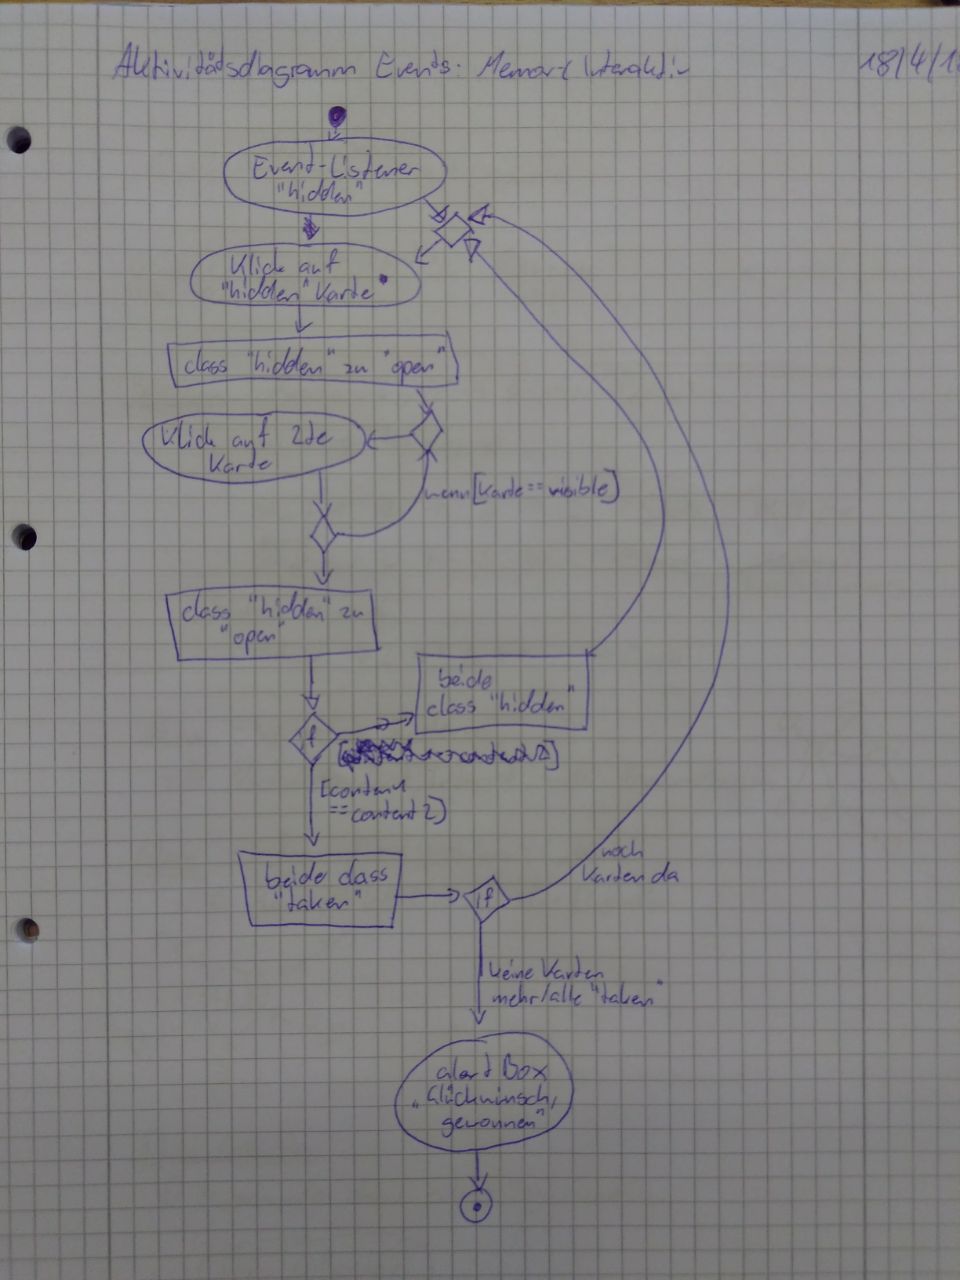 Aktivitätsdiagramm Events: Memory Interaktiv 18/4/1
Event-Listener
"hidden"
Klick auf
"hidden" Karte
class "hidden" zu "open"
Klick auf 2te
Karte
wenn [Karte == visible]
class "hidden" zu
"open"
beide
class "hidden"
if
[content1
== content2]
beide class
"taken"
if
noch
Karten da
keine Karten
mehr/alle "taken"
alert Box
"Glückwunsch,
gewonnen"